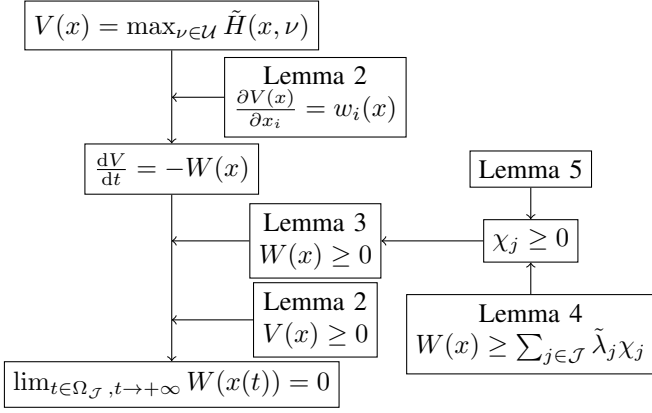 V(x) = max_{ν∈𝒰} H̃(x, ν)
Lemma 2
∂V(x)/∂x_i = w_i(x)
dV/dt = −W(x)
Lemma 5
Lemma 3
W(x) ≥ 0
χ_j ≥ 0
Lemma 2
V(x) ≥ 0
Lemma 4
W(x) ≥ ∑_{j∈𝒥} λ̃_j χ_j
lim_{t∈Ω_𝒥, t→+∞} W(x(t)) = 0